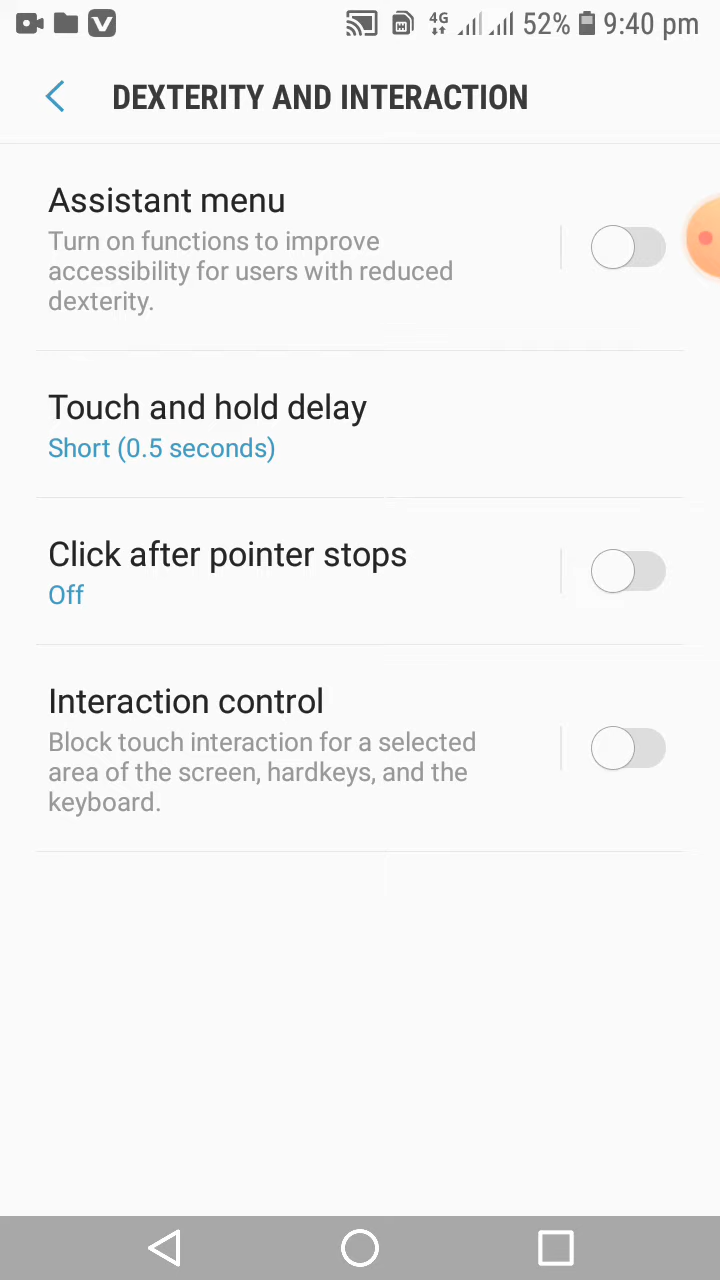 4G 52% 9:40 pm
DEXTERITY AND INTERACTION
Assistant menu
Turn on functions to improve
accessibility for users with reduced
dexterity.
Touch and hold delay
Short (0.5 seconds)
Click after pointer stops
Off
Interaction control
Block touch interaction for a selected
area of the screen, hardkeys, and the
keyboard.